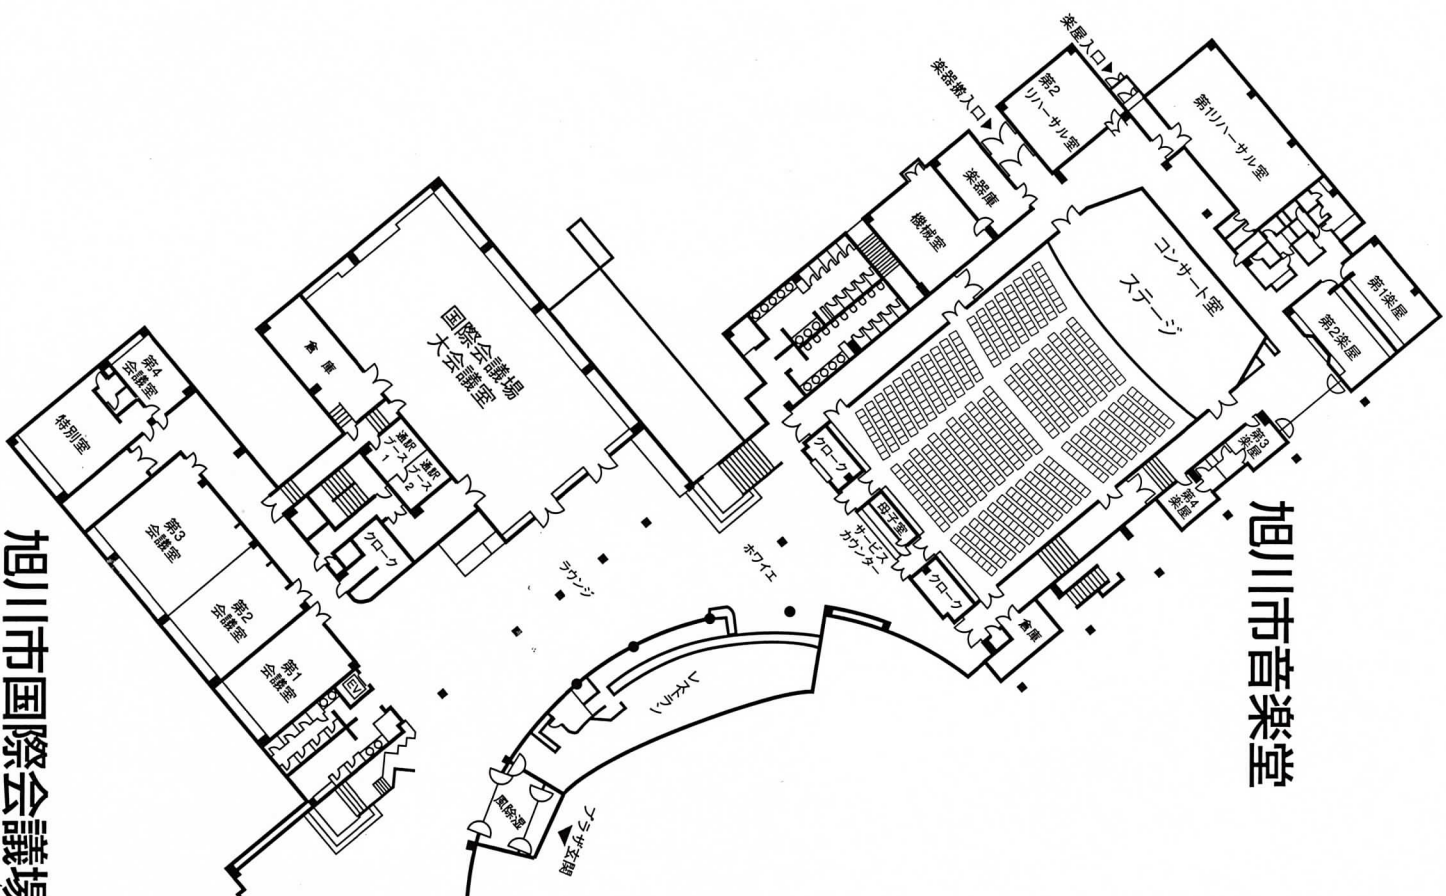 楽屋入口
楽器搬入口
第2
リハーサル室
第1リハーサル室
楽器庫
機械室
コンサート室
ステージ
第1楽屋
第2楽屋
第3
楽屋
第4
楽屋
クローク
母子室
サービス
カウンター
クローク
倉庫
ホワイエ
ラウンジ
国際会議場
大会議室
倉庫
通訳
ブース
1
通訳
ブース
2
クローク
第4
会議室
特別室
第3
会議室
第2
会議室
第1
会議室
EV
レストラン
風除湿
プラザ玄関
旭川市音楽堂
旭川市国際会議場